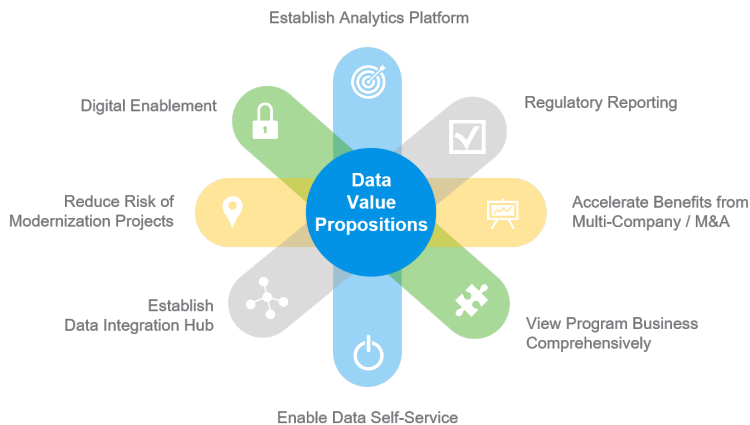 Establish Analytics Platform
Digital Enablement
Regulatory Reporting
Data
Value
Propositions
Reduce Risk of
Modernization Projects
Accelerate Benefits from
Multi-Company / M&A
Establish
Data Integration Hub
View Program Business
Comprehensively
Enable Data Self-Service